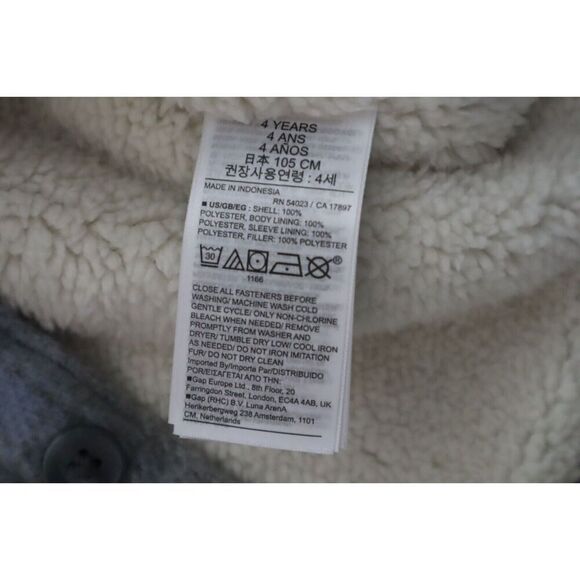 4 YEARS
4 ANS
4 AÑOS
日本 105 CM
권장사용연령 : 4세
MADE IN INDONESIA
RN 54023 / CA 17897
■ US/GB/EG : SHELL: 100%
POLYESTER, BODY LINING: 100%
POLYESTER, SLEEVE LINING: 100%
POLYESTER, FILLER: 100% POLYESTER
30
1166
CLOSE ALL FASTENERS BEFORE
WASHING/ MACHINE WASH COLD
GENTLE CYCLE/ ONLY NON-CHLORINE
BLEACH WHEN NEEDED/ REMOVE
PROMPTLY FROM WASHER AND
DRYER/ TUMBLE DRY LOW/ COOL IRON
AS NEEDED/ DO NOT IRON IMITATION
FUR/ DO NOT DRY CLEAN
Imported By/Importe Par/DISTRIBUIDO
POR/ΕΙΣΑΓΕΤΑΙ ΑΠΟ ΤΗΝ:
■Gap Europe Ltd., 8th Floor, 20
Farringdon Street, London, EC4A 4AB, UK
■Gap (RHC) B.V. Luna ArenA
Herikerbergweg 238 Amsterdam, 1101
CM, Netherlands